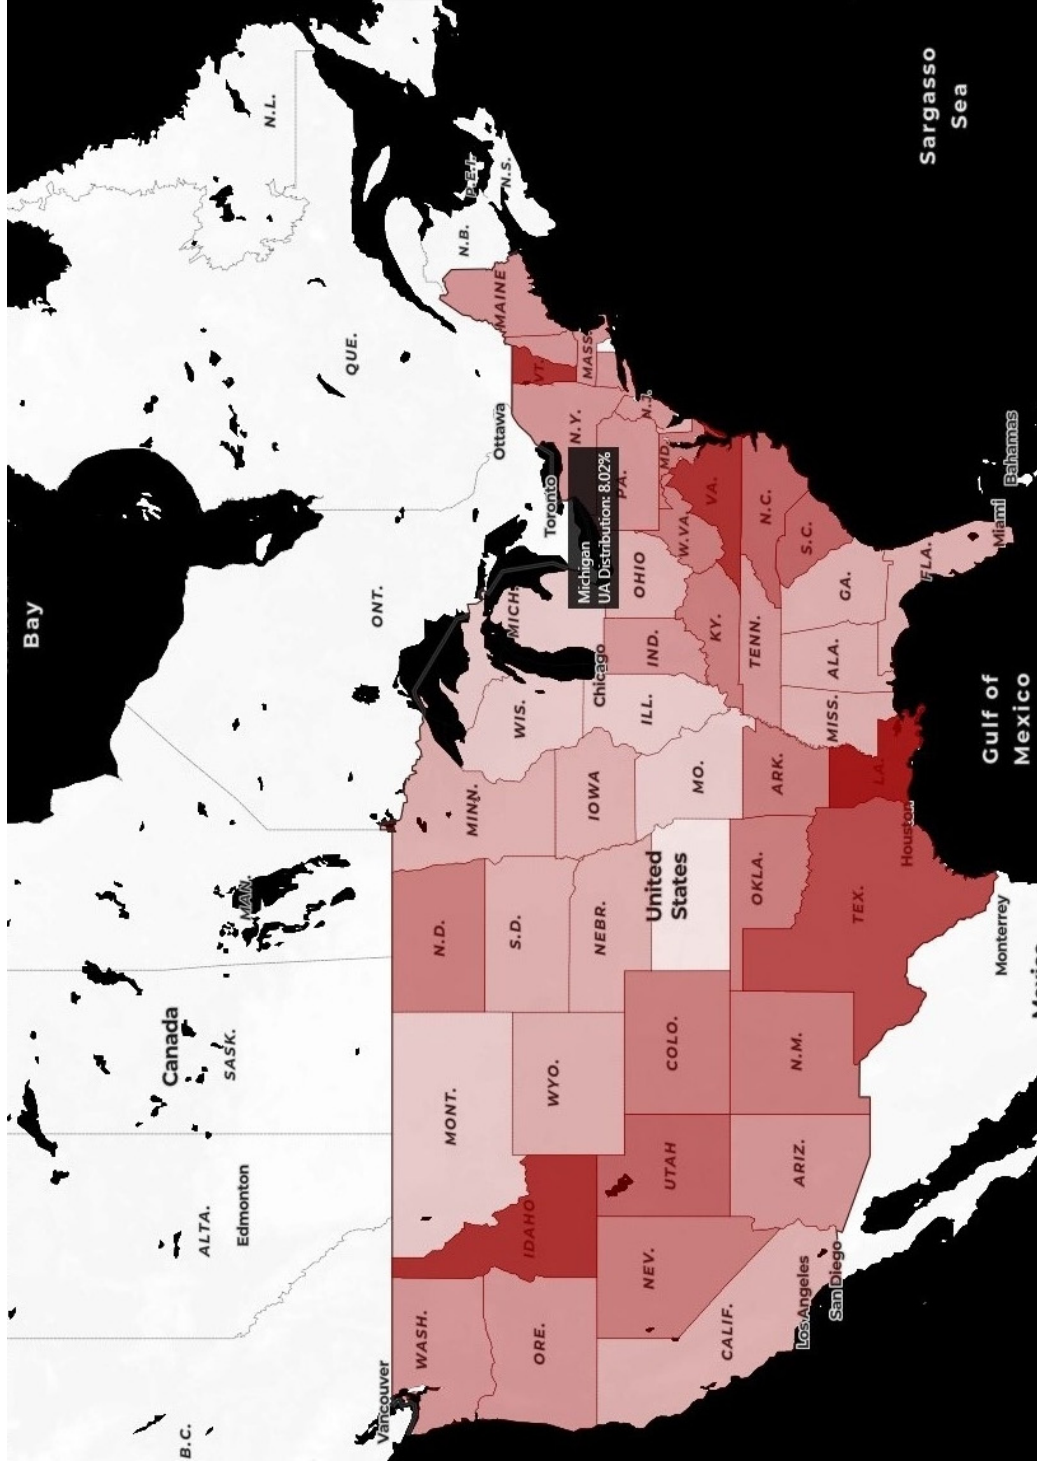 Sargasso
Sea
N.L.
P.E.I.
N.S.
N.B.
MAINE
QUE.
VT.
MASS.
Ottawa
N.Y.
N.J.
Toronto
PA.
MD.
Michigan
UA Distribution: 8.02%
VA.
W.VA.
N.C.
S.C.
Bahamas
Miami
FLA.
Bay
ONT.
MICH.
OHIO
KY.
TENN.
GA.
IND.
Chicago
ALA.
WIS.
ILL.
MISS.
Gulf of
Mexico
MINN.
IOWA
MO.
ARK.
LA.
Houston
MAN.
United
States
OKLA.
TEX.
N.D.
S.D.
NEBR.
Monterrey
Canada
SASK.
MONT.
WYO.
COLO.
N.M.
Edmonton
ALTA.
IDAHO
UTAH
ARIZ.
NEV.
Los Angeles
San Diego
WASH.
ORE.
CALIF.
Vancouver
B.C.